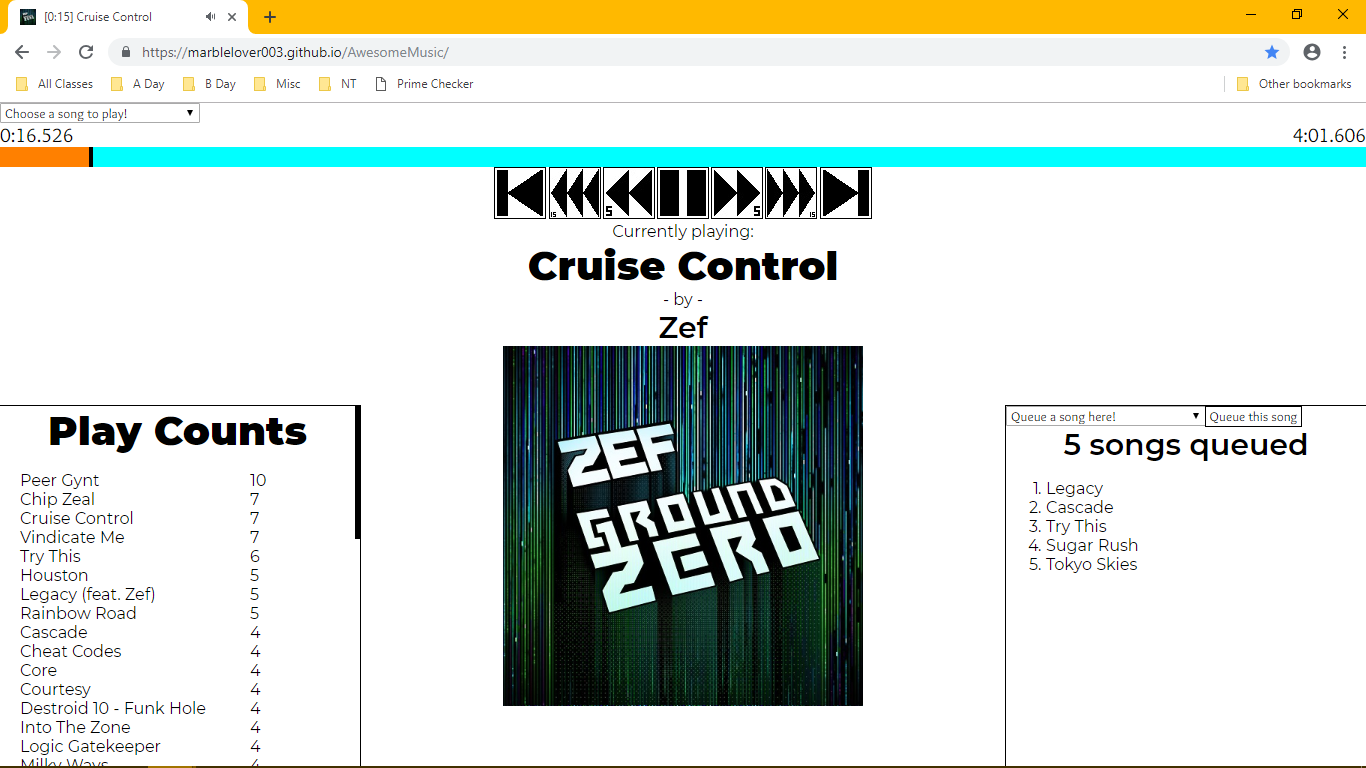 [0:15] Cruise Control
https://marblelover003.github.io/AwesomeMusic/
All Classes A Day B Day Misc NT Prime Checker Other bookmarks
Choose a song to play!
0:16.526 4:01.606
15 5 5 15
Currently playing:
Cruise Control
- by -
Zef
ZEF
GROUND
ZERO
Play Counts
Peer Gynt 10
Chip Zeal 7
Cruise Control 7
Vindicate Me 7
Try This 6
Houston 5
Legacy (feat. Zef) 5
Rainbow Road 5
Cascade 4
Cheat Codes 4
Core 4
Courtesy 4
Destroid 10 - Funk Hole 4
Into The Zone 4
Logic Gatekeeper 4
Milky Ways 4
Queue a song here! Queue this song
5 songs queued
1. Legacy
2. Cascade
3. Try This
4. Sugar Rush
5. Tokyo Skies